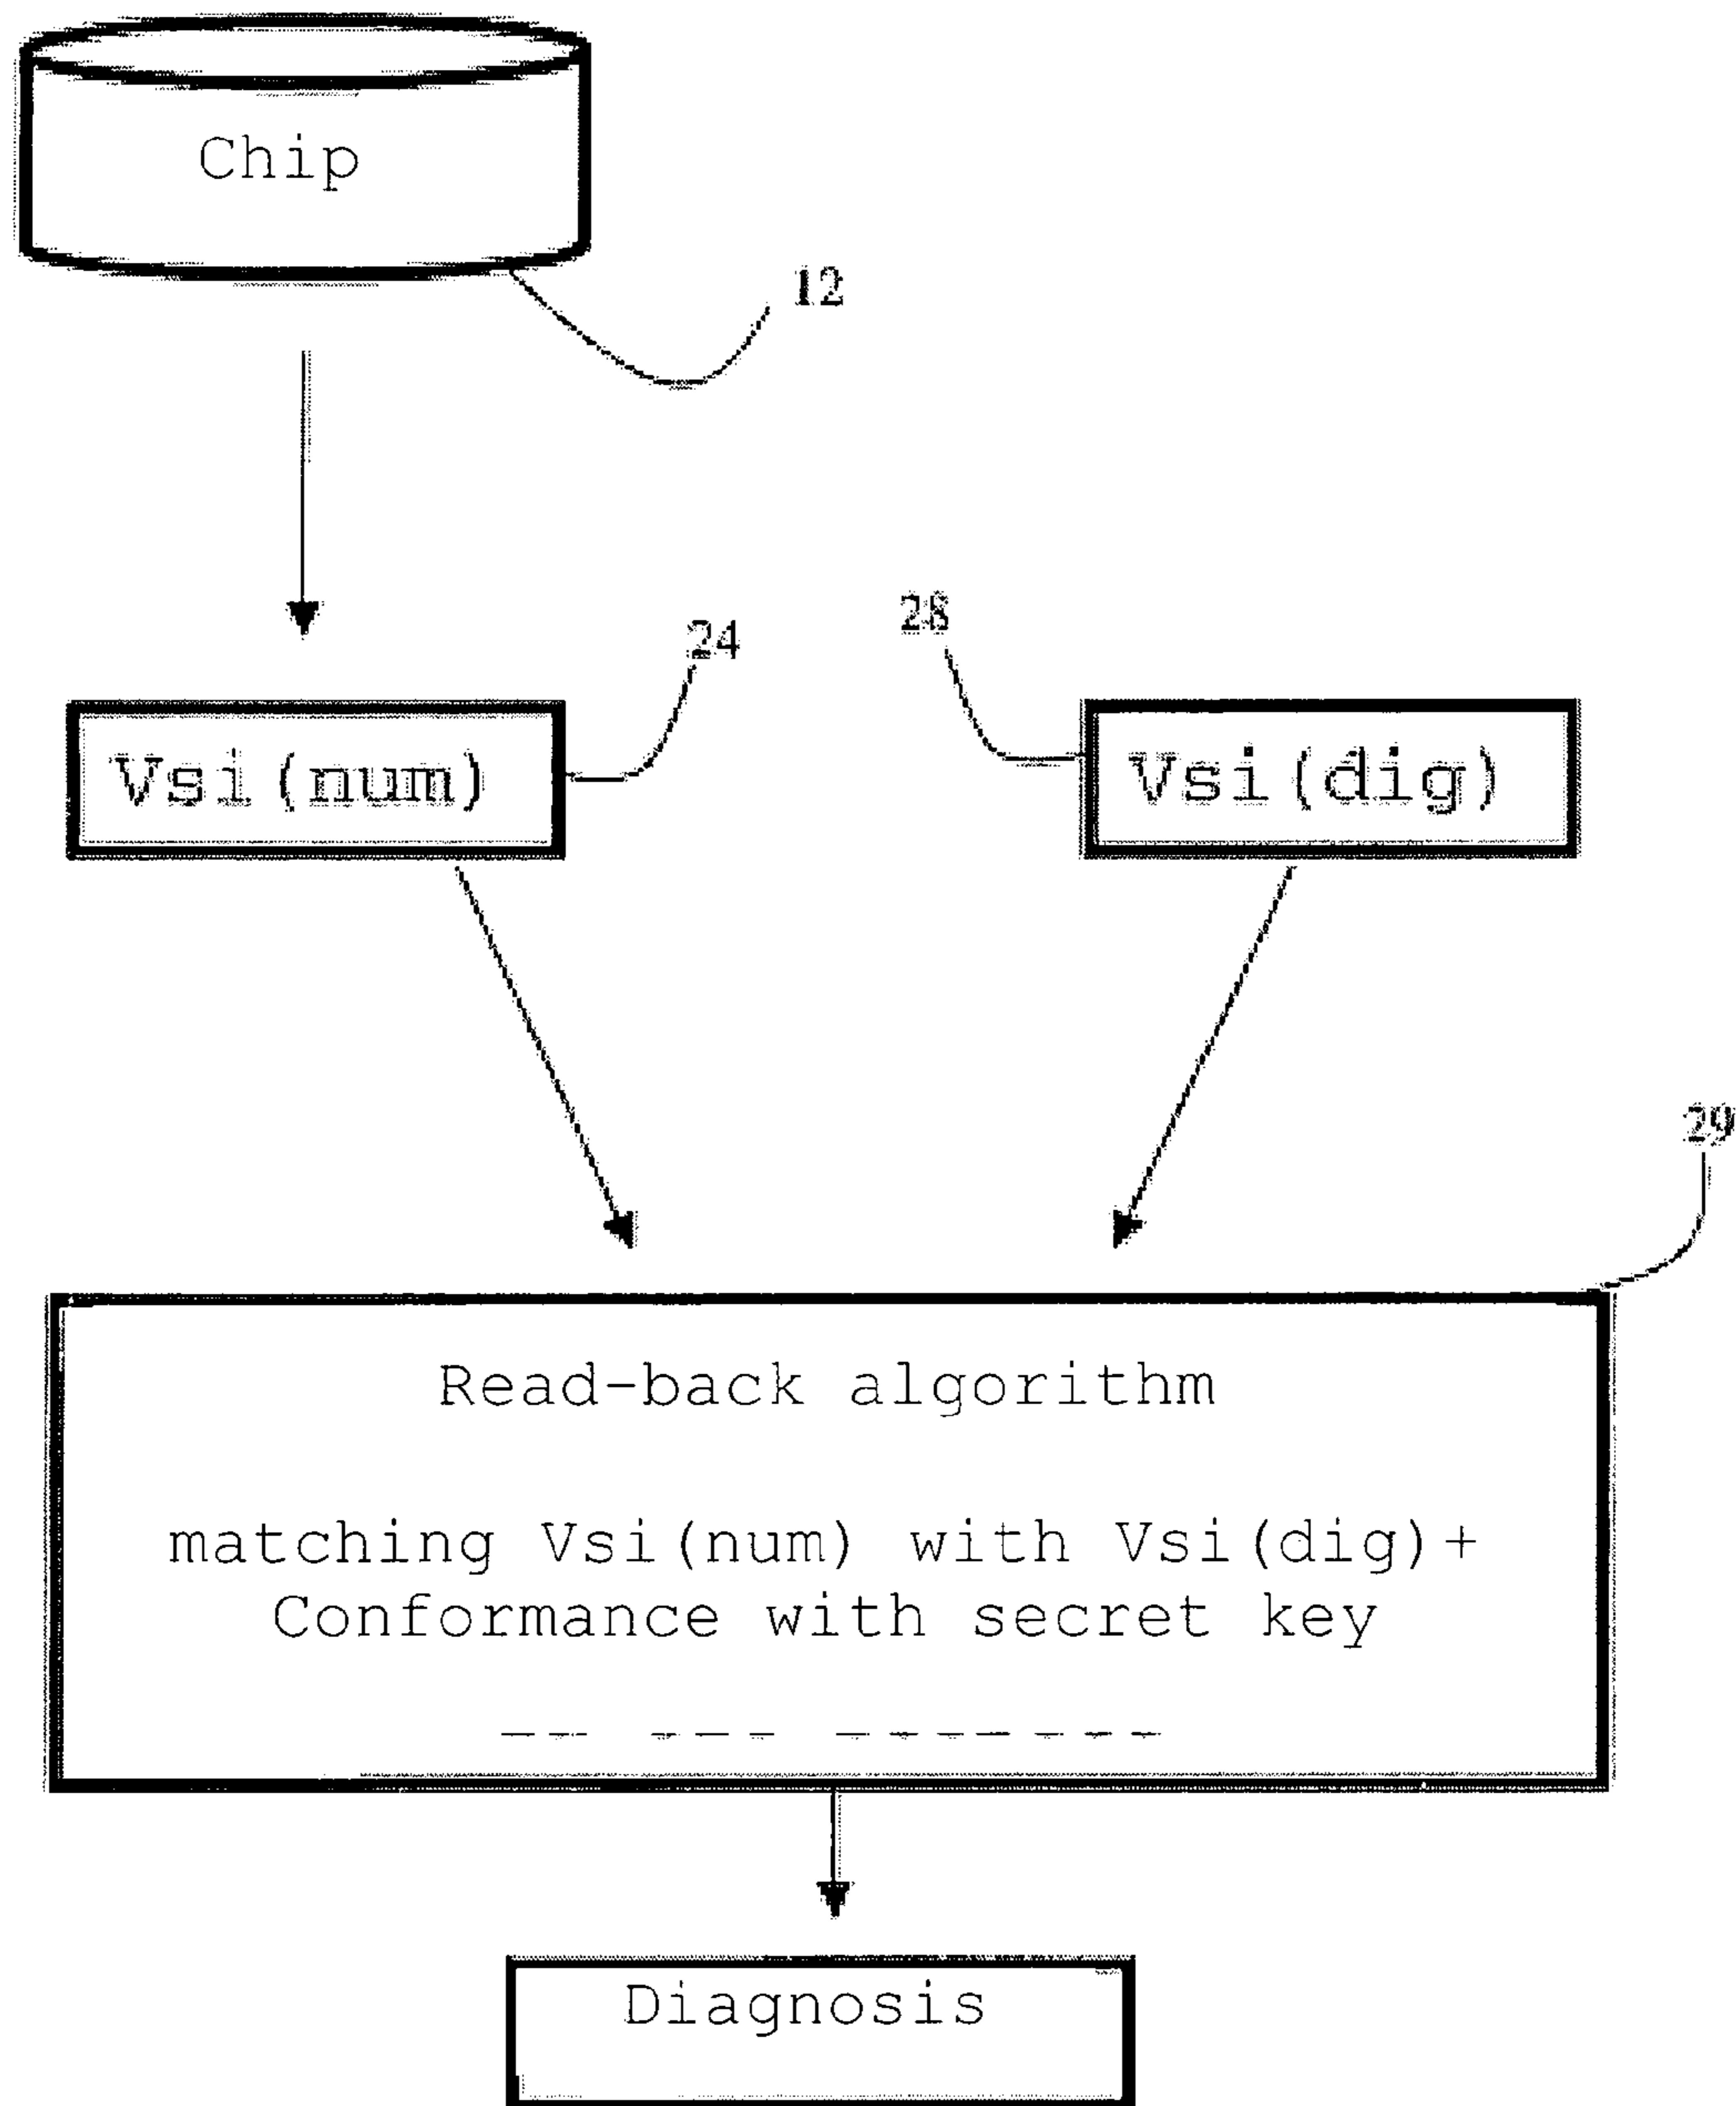 Chip
12
24
28
Vsi(num)
Vsi(dig)
29
Read-back algorithm
matching Vsi(num) with Vsi(dig)+
Conformance with secret key
Diagnosis